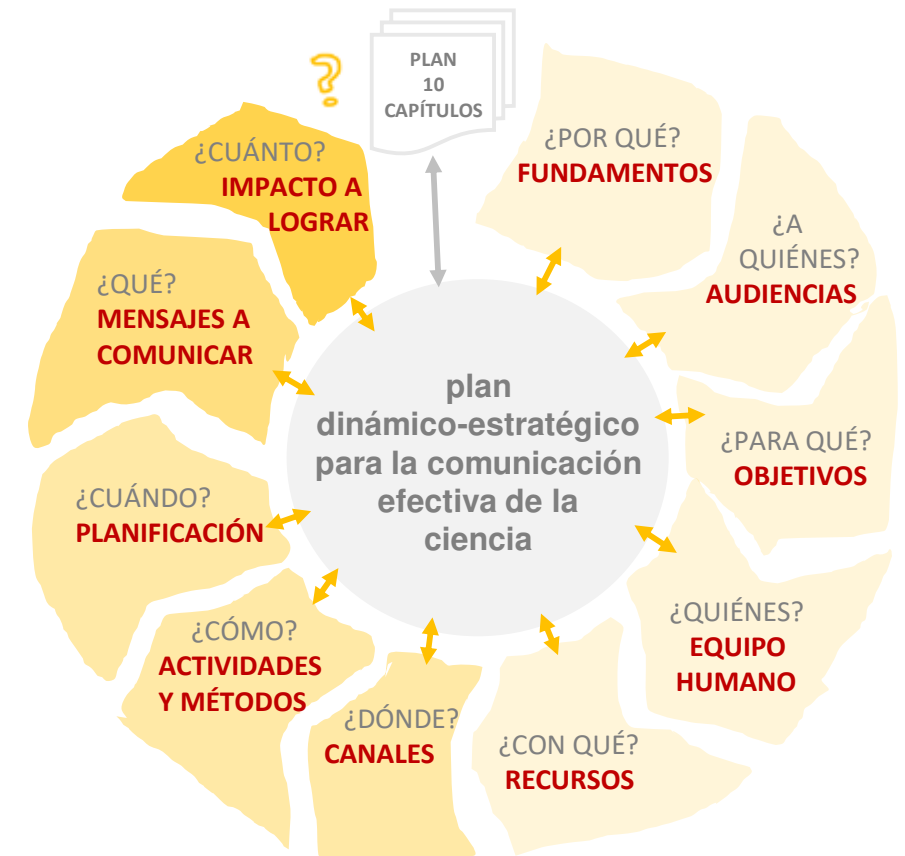 PLAN
10
CAPÍTULOS
¿POR QUÉ?
FUNDAMENTOS
¿A
QUIÉNES?
AUDIENCIAS
¿PARA QUÉ?
OBJETIVOS
¿QUIÉNES?
EQUIPO
HUMANO
¿CON QUÉ?
RECURSOS
¿DÓNDE?
CANALES
¿CÓMO?
ACTIVIDADES
Y MÉTODOS
¿CUÁNDO?
PLANIFICACIÓN
¿QUÉ?
MENSAJES A
COMUNICAR
¿CUÁNTO?
IMPACTO A
LOGRAR
?
plan
dinámico-estratégico
para la comunicación
efectiva de la
ciencia